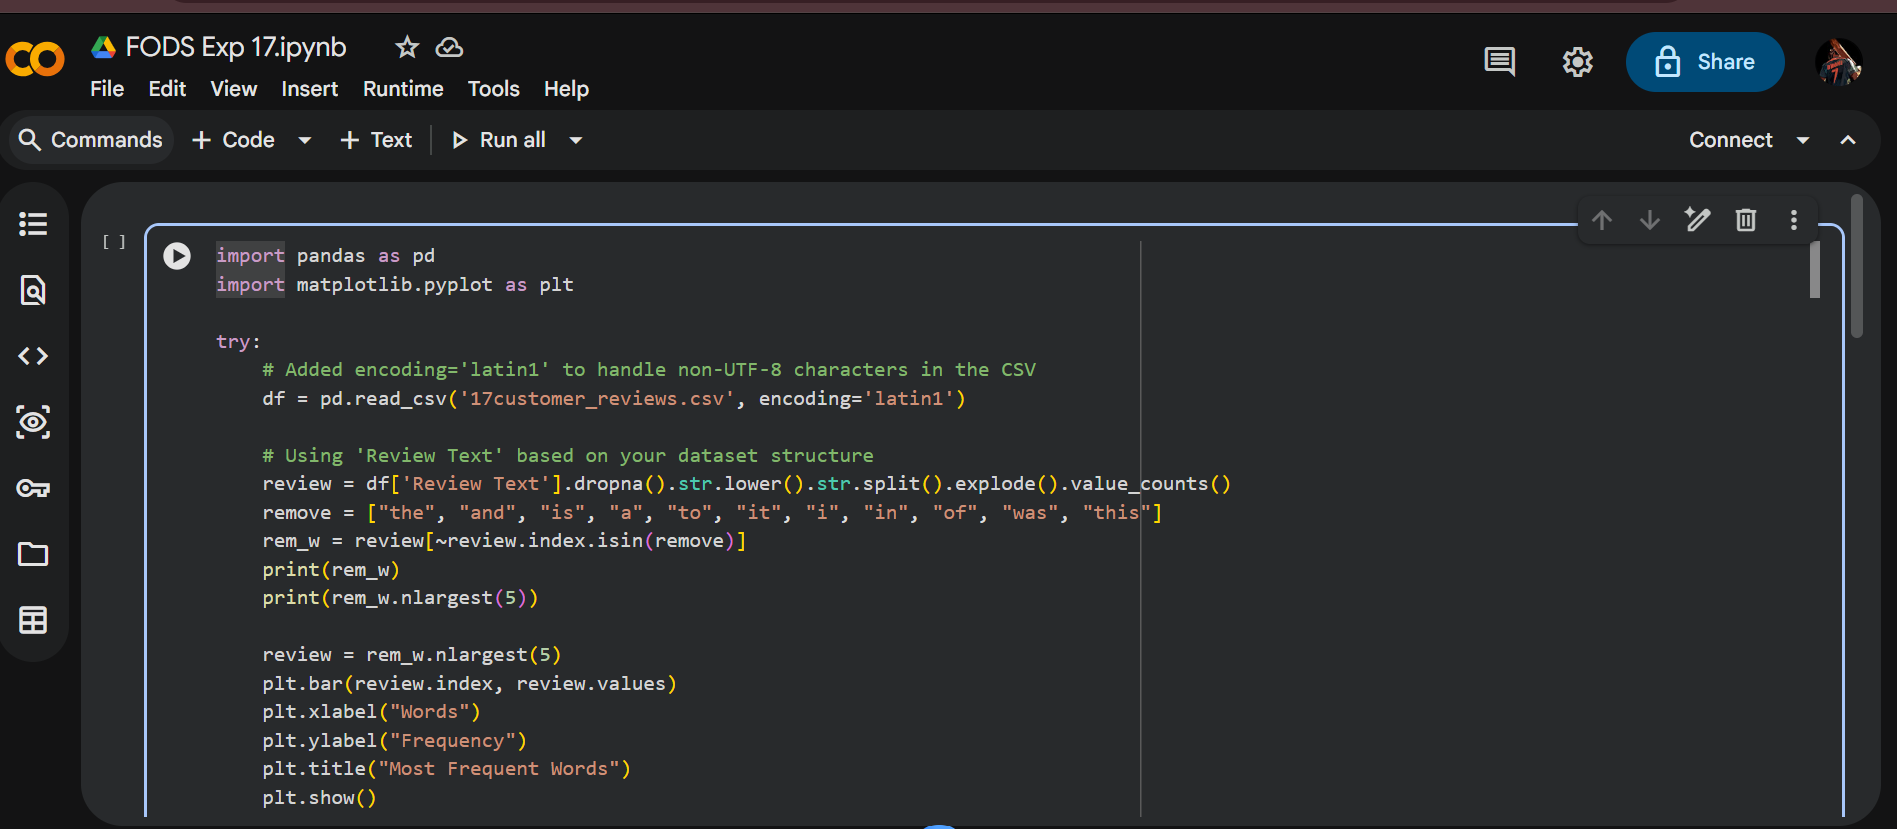 FODS Exp 17.ipynb
File Edit View Insert Runtime Tools Help
Share
Commands + Code + Text Run all
Connect
[ ]
import pandas as pd
import matplotlib.pyplot as plt
try:
# Added encoding='latin1' to handle non-UTF-8 characters in the CSV
df = pd.read_csv('17customer_reviews.csv', encoding='latin1')
# Using 'Review Text' based on your dataset structure
review = df['Review Text'].dropna().str.lower().str.split().explode().value_counts()
remove = ["the", "and", "is", "a", "to", "it", "i", "in", "of", "was", "this"]
rem_w = review[~review.index.isin(remove)]
print(rem_w)
print(rem_w.nlargest(5))
review = rem_w.nlargest(5)
plt.bar(review.index, review.values)
plt.xlabel("Words")
plt.ylabel("Frequency")
plt.title("Most Frequent Words")
plt.show()